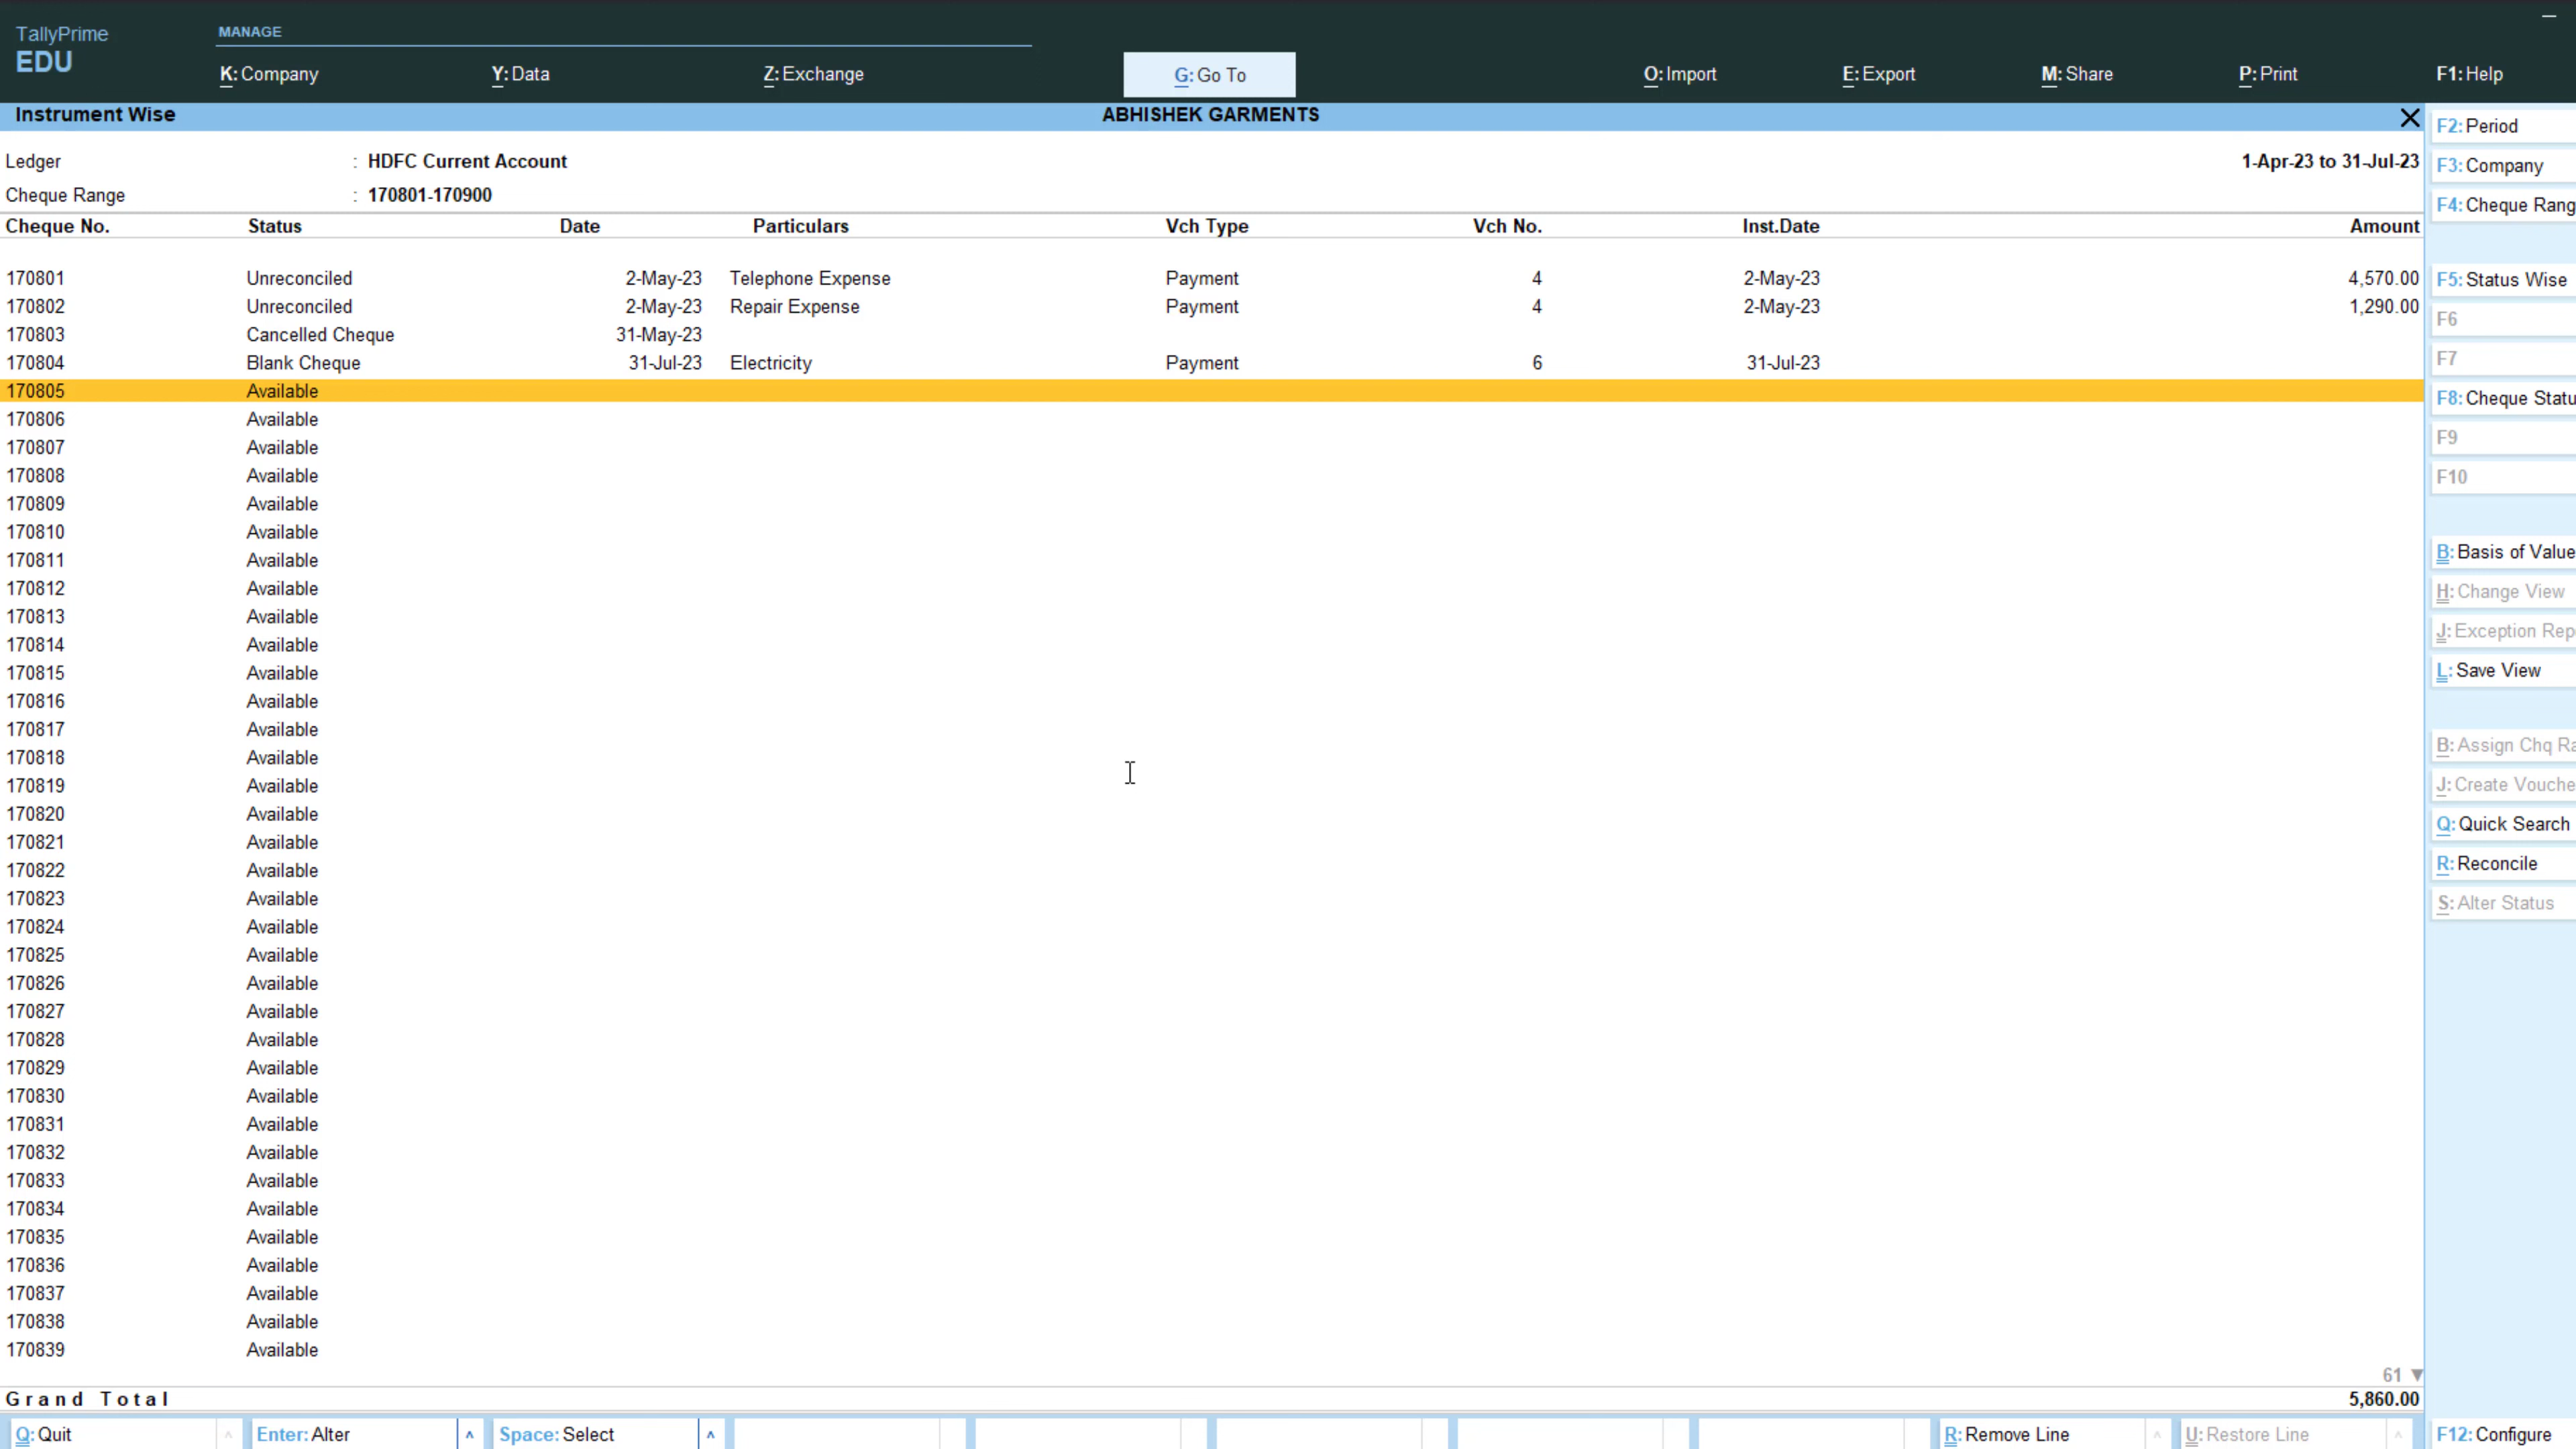 TallyPrime
EDU
MANAGE
K: Company Y: Data Z: Exchange G: Go To O: Import E: Export M: Share P: Print F1: Help
Instrument Wise ABHISHEK GARMENTS
Ledger : HDFC Current Account 1-Apr-23 to 31-Jul-23
Cheque Range : 170801-170900
Cheque No. Status Date Particulars Vch Type Vch No. Inst.Date Amount
170801 Unreconciled 2-May-23 Telephone Expense Payment 4 2-May-23 4,570.00
170802 Unreconciled 2-May-23 Repair Expense Payment 4 2-May-23 1,290.00
170803 Cancelled Cheque 31-May-23
170804 Blank Cheque 31-Jul-23 Electricity Payment 6 31-Jul-23
170805 Available
170806 Available
170807 Available
170808 Available
170809 Available
170810 Available
170811 Available
170812 Available
170813 Available
170814 Available
170815 Available
170816 Available
170817 Available
170818 Available
170819 Available
170820 Available
170821 Available
170822 Available
170823 Available
170824 Available
170825 Available
170826 Available
170827 Available
170828 Available
170829 Available
170830 Available
170831 Available
170832 Available
170833 Available
170834 Available
170835 Available
170836 Available
170837 Available
170838 Available
170839 Available
61
Grand Total 5,860.00
F2: Period
F3: Company
F4: Cheque Rang
F5: Status Wise
F6
F7
F8: Cheque Statu
F9
F10
B: Basis of Value
H: Change View
J: Exception Rep
L: Save View
B: Assign Chq Ra
J: Create Vouche
Q: Quick Search
R: Reconcile
S: Alter Status
Q: Quit Enter: Alter Space: Select R: Remove Line U: Restore Line F12: Configure